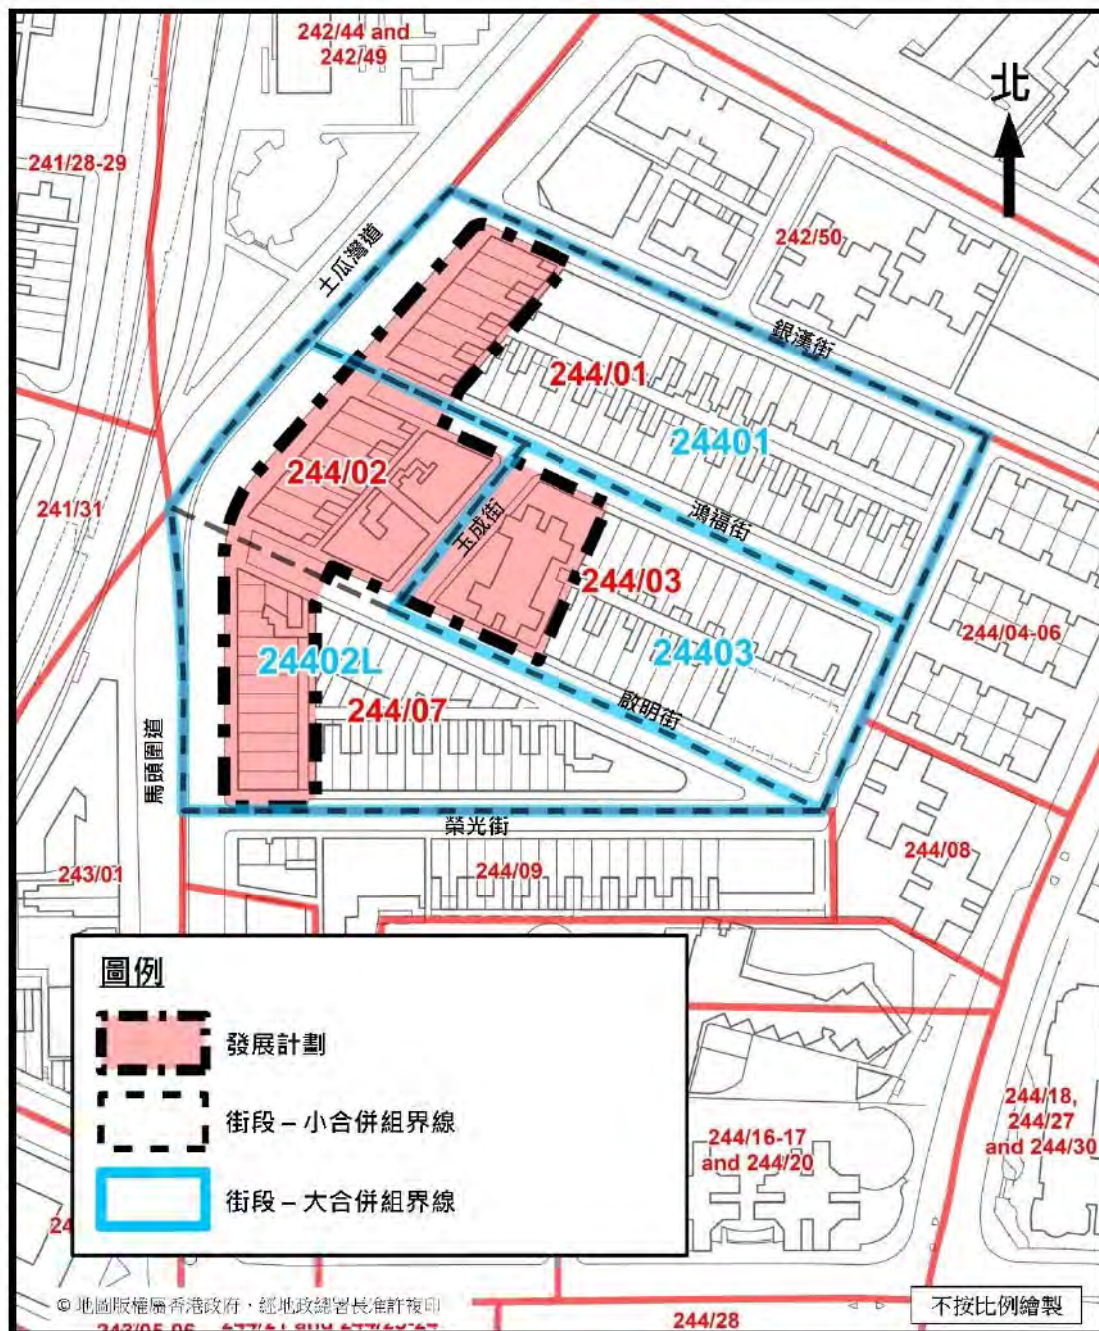 242/44 and
242/49
北
241/28-29
242/50
土瓜灣道
銀漢街
244/01
24401
241/31
244/02
鴻福街
玉成街
244/03
244/04-06
24402L
24403
244/07
啟明街
馬頭圍道
榮光街
243/01
244/09
244/08
圖例
發展計劃
街段 – 小合併組界線
街段 – 大合併組界線
244/16-17
and 244/20
244/18,
244/27
and 244/30
24
© 地圖版權屬香港政府，經地政總署長准許複印
不按比例繪製
244/28